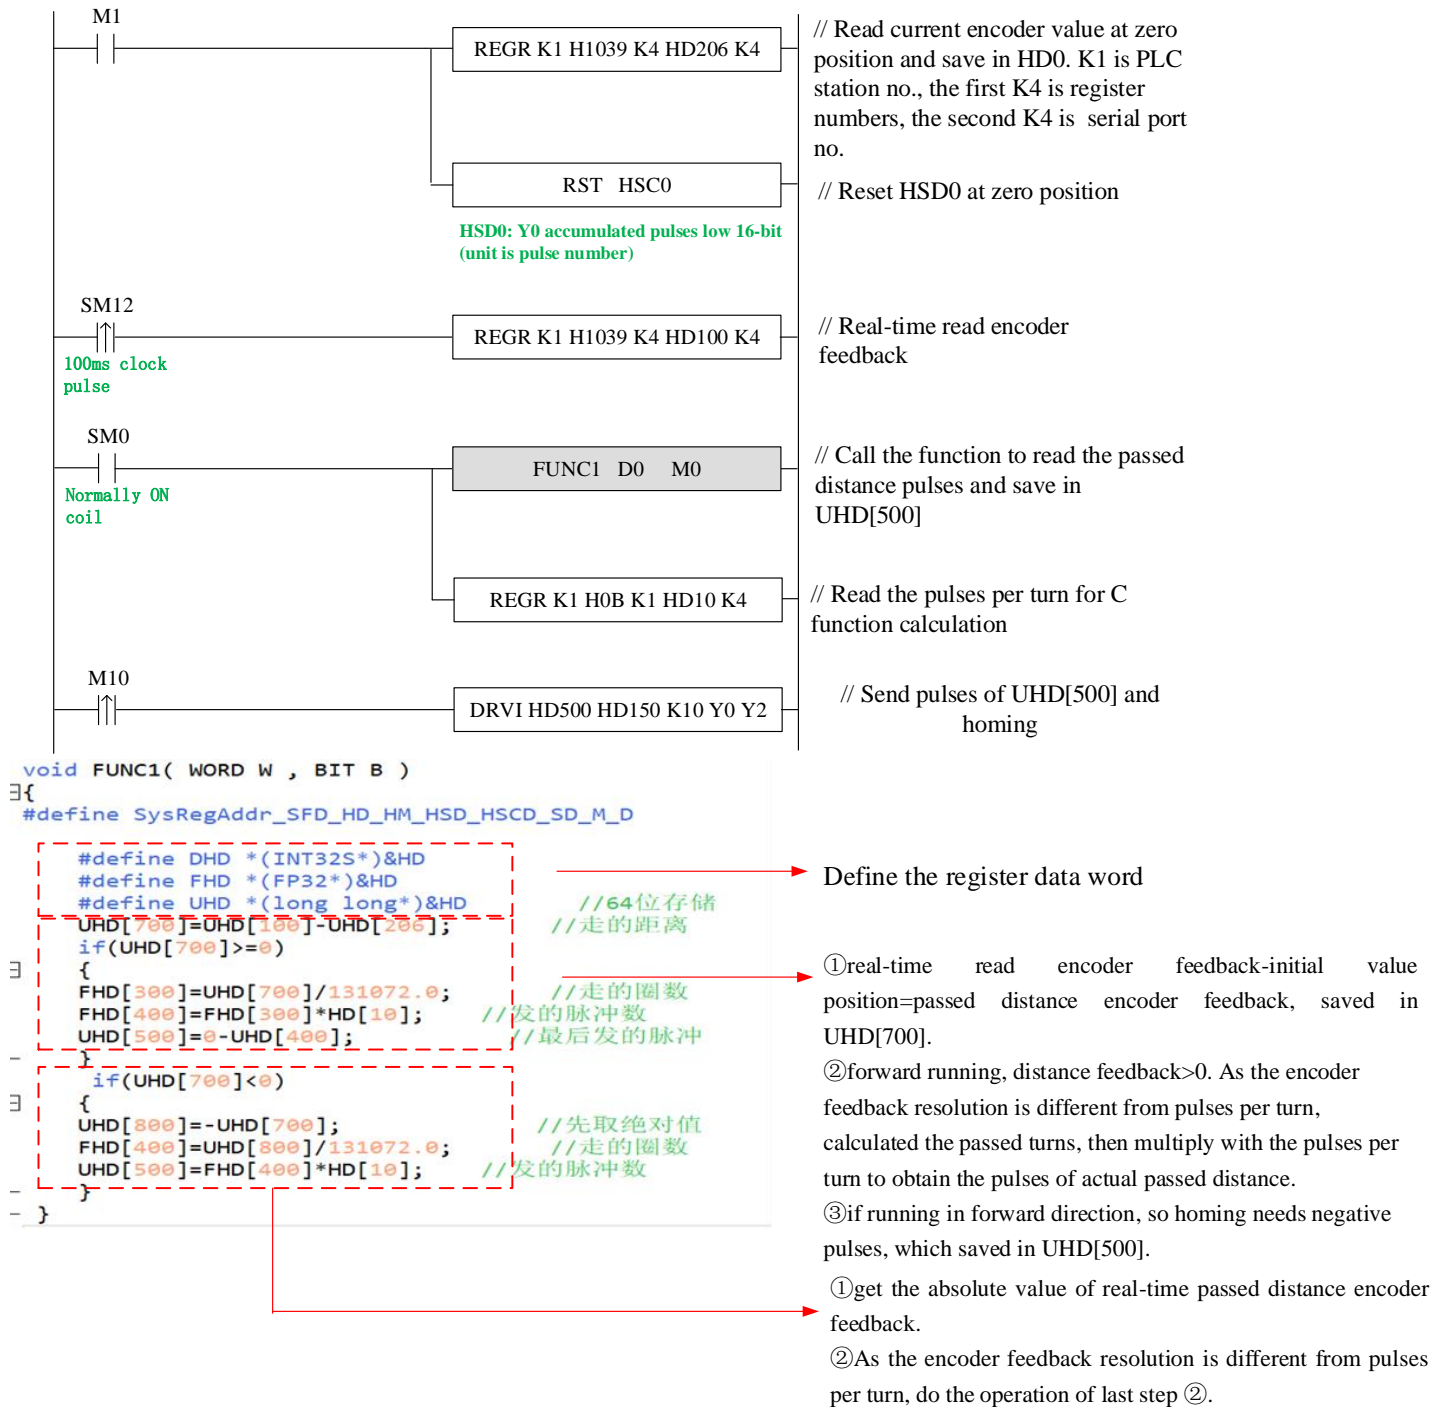 M1
REGR K1 H1039 K4 HD206 K4
// Read current encoder value at zero
position and save in HD0. K1 is PLC
station no., the first K4 is register
numbers, the second K4 is serial port
no.
RST HSC0
// Reset HSD0 at zero position
HSD0: Y0 accumulated pulses low 16-bit
(unit is pulse number)
SM12
REGR K1 H1039 K4 HD100 K4
// Real-time read encoder
feedback
100ms clock
pulse
SM0
FUNC1 D0 M0
// Call the function to read the passed
distance pulses and save in
UHD[500]
Normally ON
coil
REGR K1 H0B K1 HD10 K4
// Read the pulses per turn for C
function calculation
M10
DRVI HD500 HD150 K10 Y0 Y2
// Send pulses of UHD[500] and
homing
void FUNC1( WORD W , BIT B )
{
#define SysRegAddr_SFD_HD_HM_HSD_HSCD_SD_M_D
#define DHD *(INT32S*)&HD
#define FHD *(FP32*)&HD
#define UHD *(long long*)&HD //64位存储
UHD[700]=UHD[100]-UHD[206]; //走的距离
if(UHD[700]>=0)
{
FHD[300]=UHD[700]/131072.0; //走的圈数
FHD[400]=FHD[300]*HD[10]; //发的脉冲数
UHD[500]=0-UHD[400]; //最后发的脉冲
}
if(UHD[700]<0)
{
UHD[800]=-UHD[700]; //先取绝对值
FHD[400]=UHD[800]/131072.0; //走的圈数
UHD[500]=FHD[400]*HD[10]; //发的脉冲数
}
}
Define the register data word
①real-time read encoder feedback-initial value
position=passed distance encoder feedback, saved in
UHD[700].
②forward running, distance feedback>0. As the encoder
feedback resolution is different from pulses per turn,
calculated the passed turns, then multiply with the pulses per
turn to obtain the pulses of actual passed distance.
③if running in forward direction, so homing needs negative
pulses, which saved in UHD[500].
①get the absolute value of real-time passed distance encoder
feedback.
②As the encoder feedback resolution is different from pulses
per turn, do the operation of last step ②.